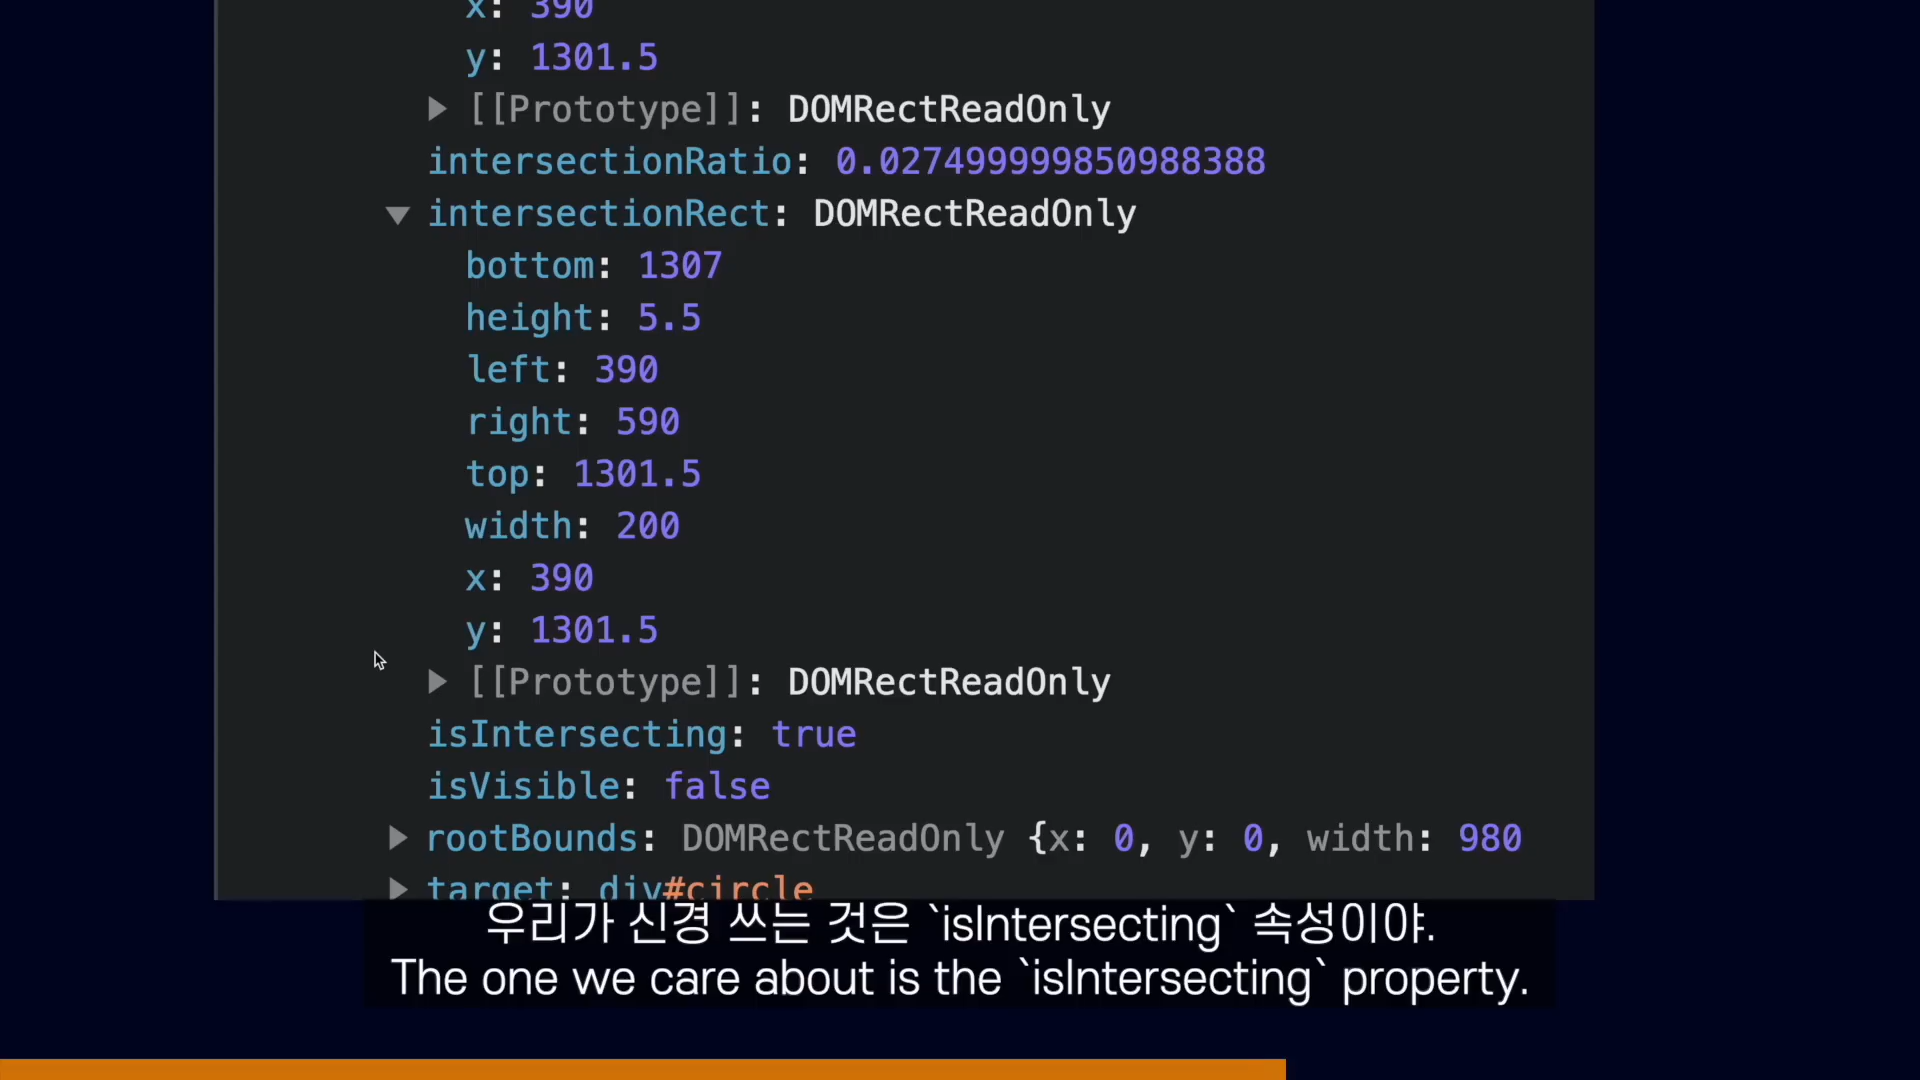 x: 390
y: 1301.5
▶ [[Prototype]]: DOMRectReadOnly
intersectionRatio: 0.027499999850988388
▼ intersectionRect: DOMRectReadOnly
bottom: 1307
height: 5.5
left: 390
right: 590
top: 1301.5
width: 200
x: 390
y: 1301.5
▶ [[Prototype]]: DOMRectReadOnly
isIntersecting: true
isVisible: false
▶ rootBounds: DOMRectReadOnly {x: 0, y: 0, width: 980
▶ target: div#circle
우리가 신경 쓰는 것은 `isIntersecting` 속성이야.
The one we care about is the `isIntersecting` property.